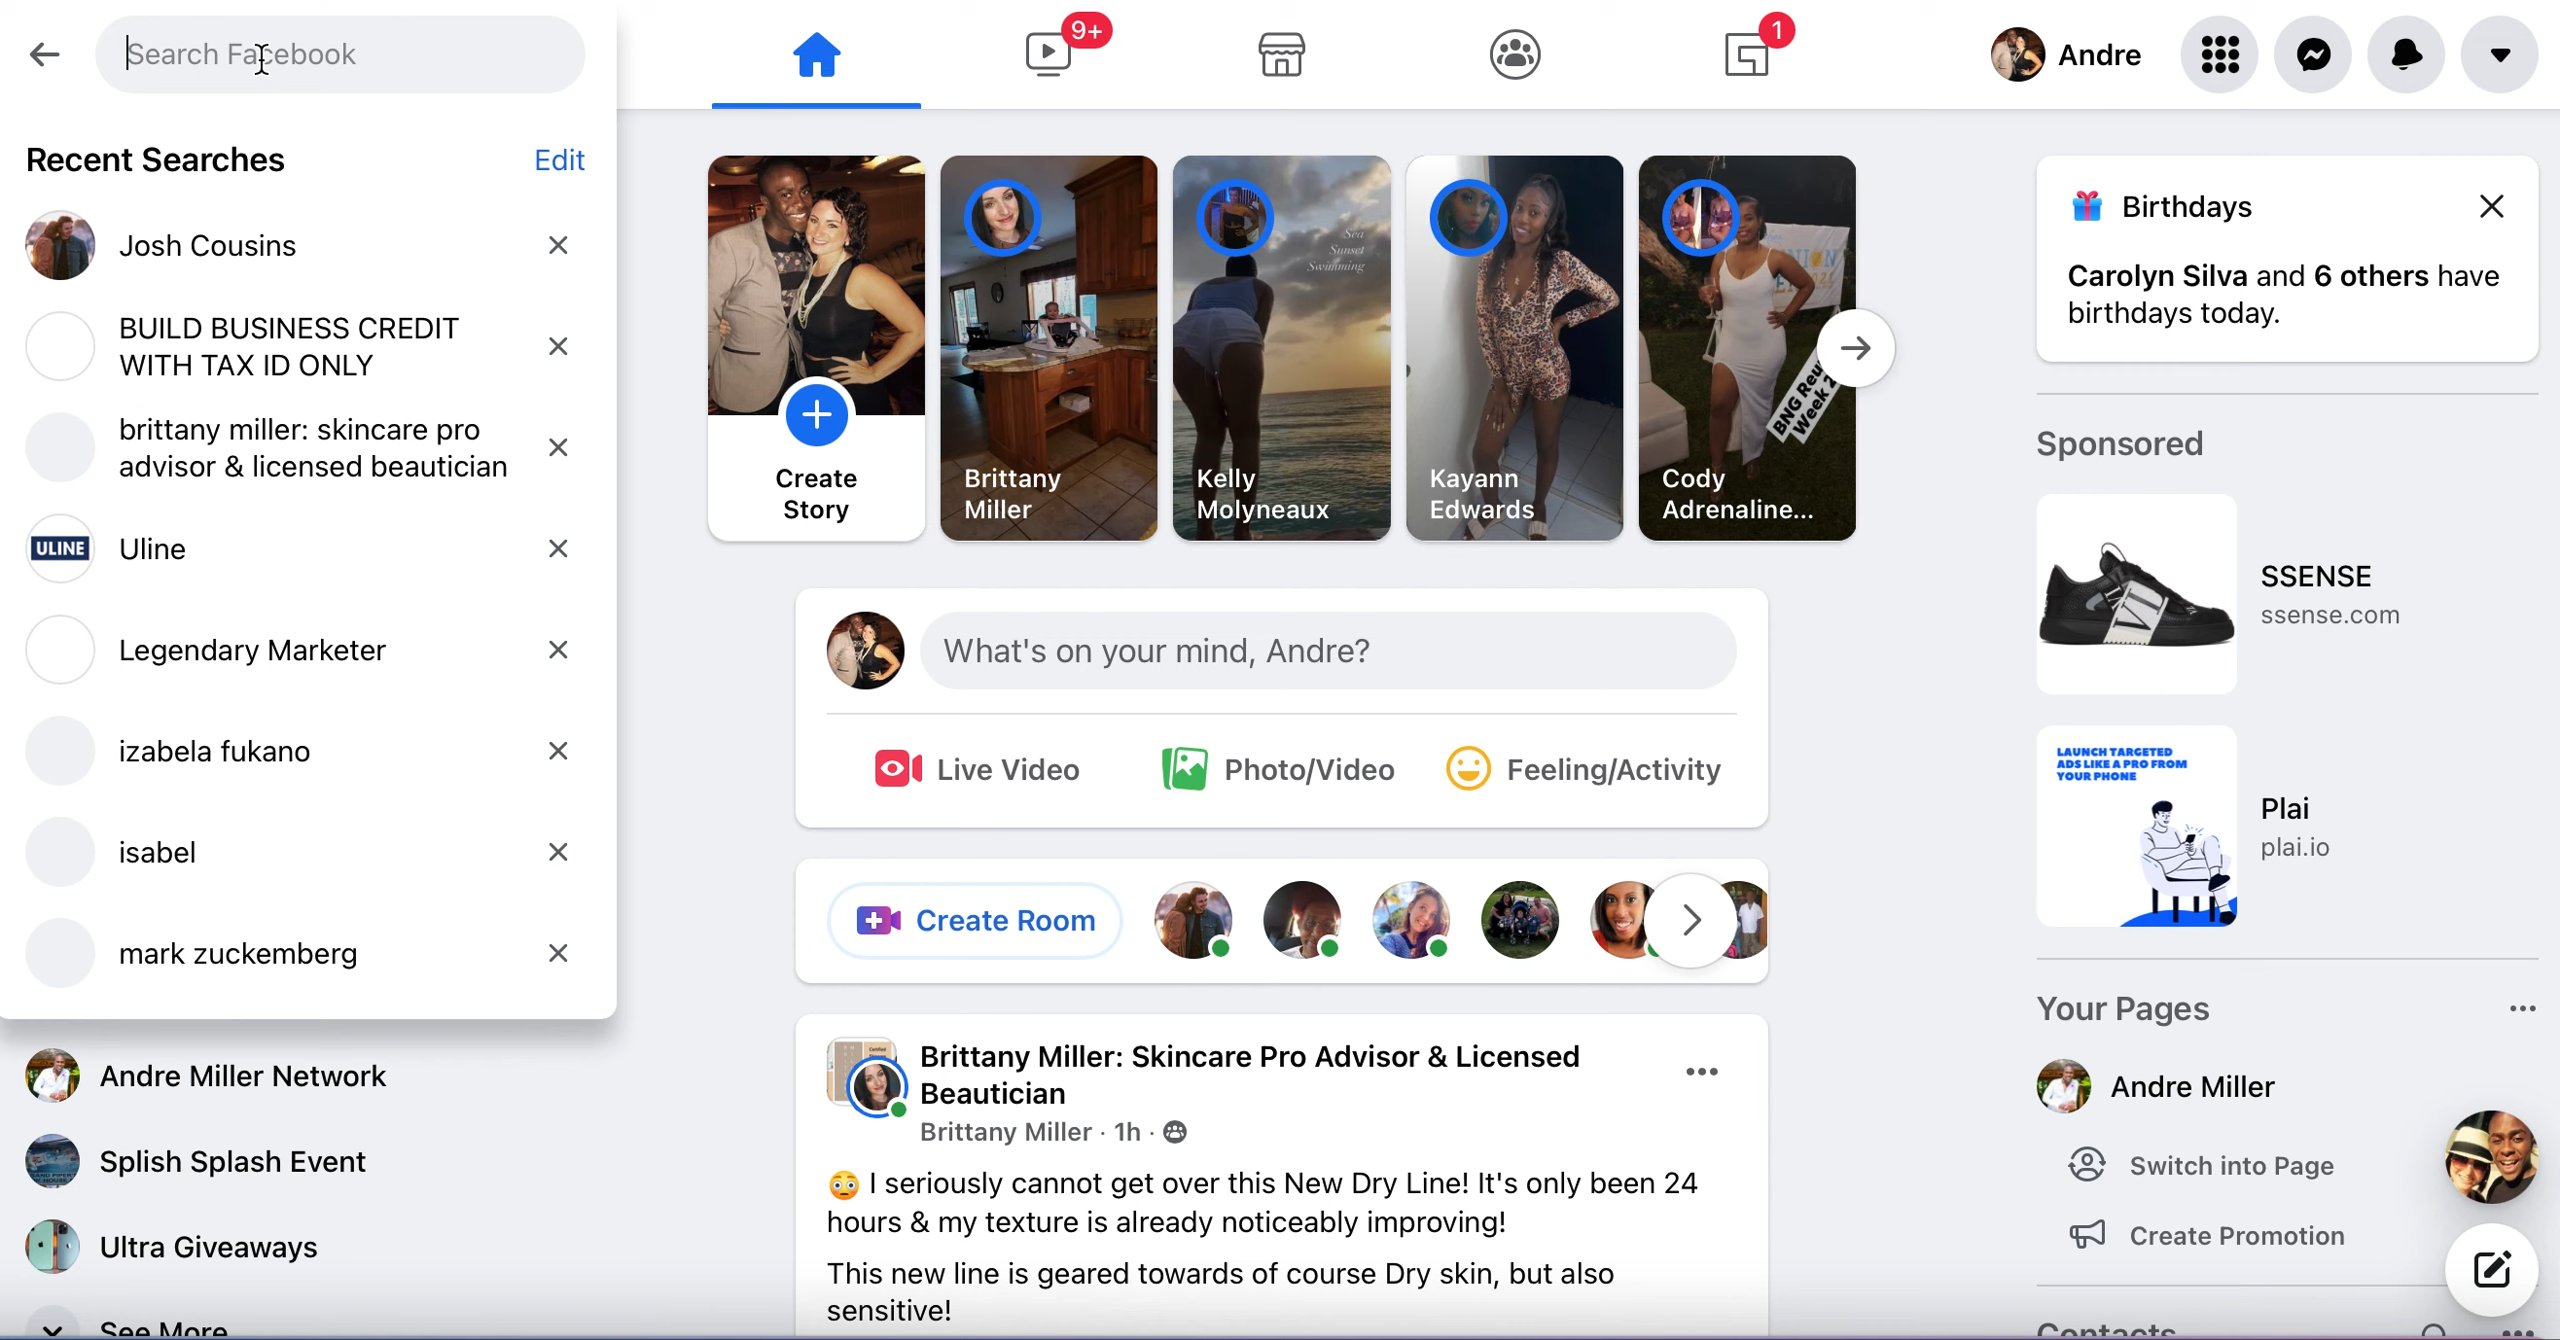 Search Facebook
Recent Searches
Edit
Josh Cousins
BUILD BUSINESS CREDIT
WITH TAX ID ONLY
brittany miller: skincare pro
advisor & licensed beautician
ULINE
Uline
Legendary Marketer
izabela fukano
isabel
mark zuckemberg
Andre Miller Network
Splish Splash Event
Ultra Giveaways
See More
9+
1
Andre
Create
Story
Brittany
Miller
Sea
Sunset
Swimming
Kelly
Molyneaux
Kayann
Edwards
BNG Reu
Week 2
Cody
Adrenaline...
What's on your mind, Andre?
Live Video
Photo/Video
Feeling/Activity
Create Room
Brittany Miller: Skincare Pro Advisor & Licensed
Beautician
Brittany Miller · 1h ·
😳 I seriously cannot get over this New Dry Line! It's only been 24
hours & my texture is already noticeably improving!
This new line is geared towards of course Dry skin, but also
sensitive!
Birthdays
Carolyn Silva and 6 others have
birthdays today.
Sponsored
SSENSE
ssense.com
LAUNCH TARGETED
ADS LIKE A PRO FROM
YOUR PHONE
Plai
plai.io
Your Pages
Andre Miller
Switch into Page
Create Promotion
Contacts